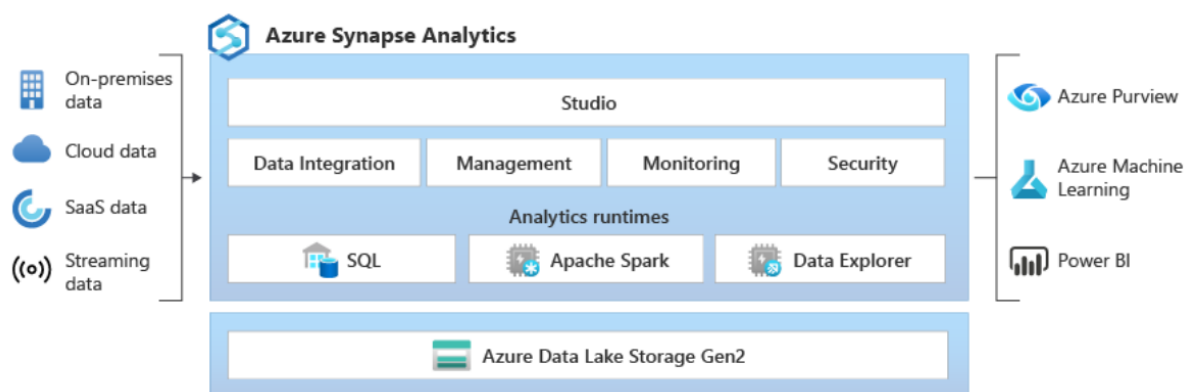 Azure Synapse Analytics
On-premises
data
Cloud data
SaaS data
Streaming
data
Studio
Data Integration
Management
Monitoring
Security
Analytics runtimes
SQL
Apache Spark
Data Explorer
Azure Data Lake Storage Gen2
Azure Purview
Azure Machine
Learning
Power BI